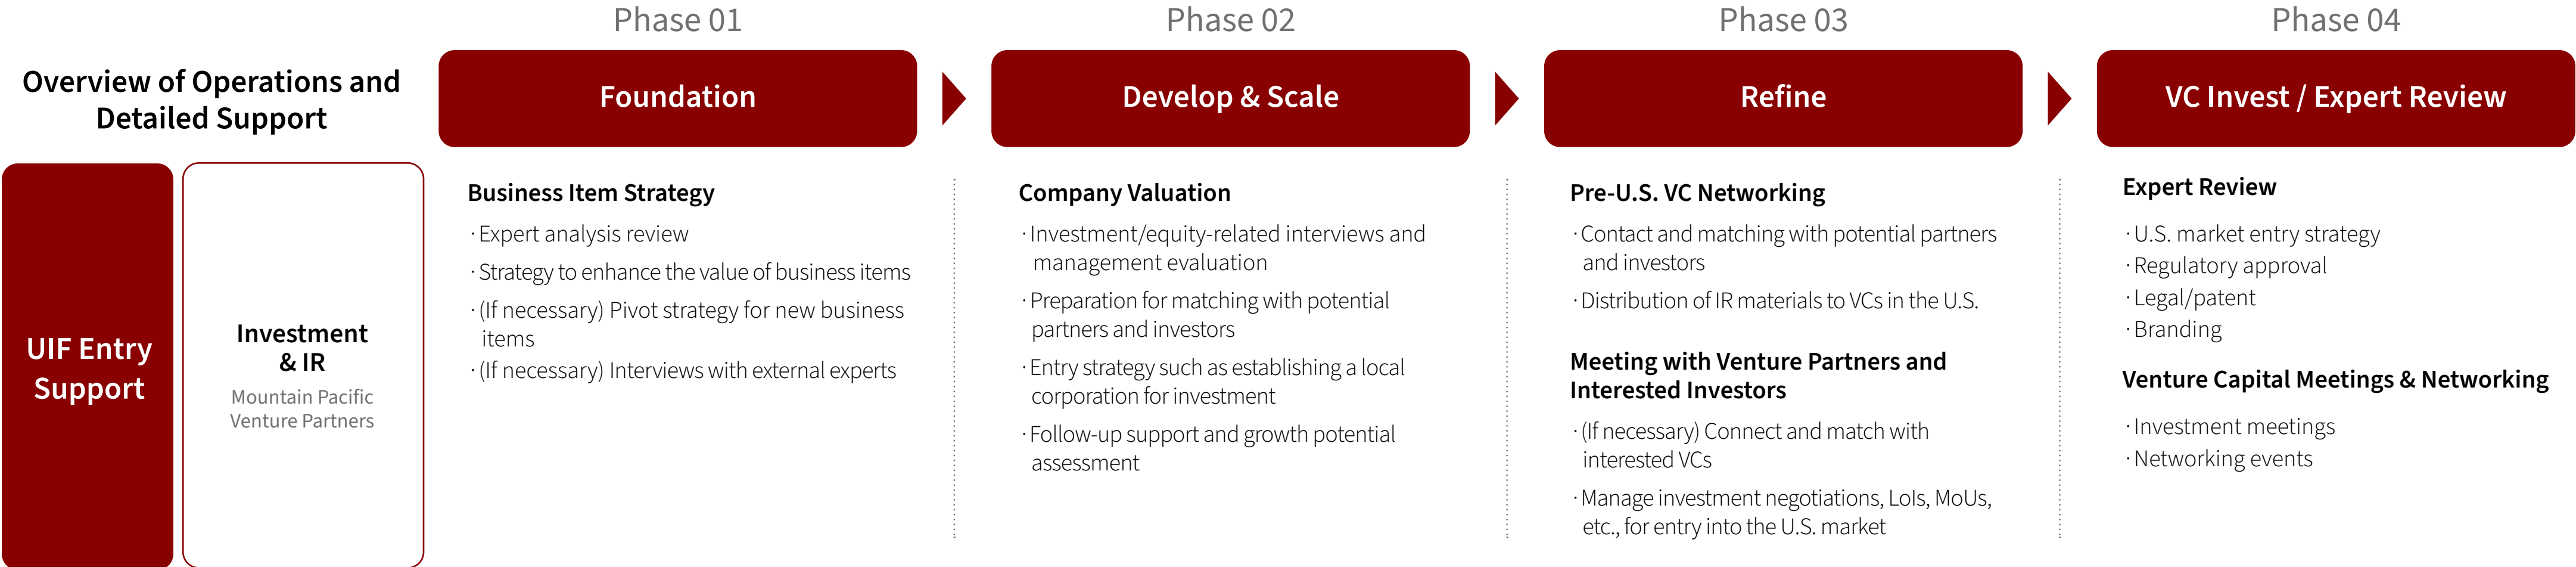 Overview of Operations and
Detailed Support
UIF Entry
Support
Investment
& IR
Mountain Pacific
Venture Partners
Phase 01
Foundation
Business Item Strategy
· Expert analysis review
· Strategy to enhance the value of business items
· (If necessary) Pivot strategy for new business
items
· (If necessary) Interviews with external experts
Phase 02
Develop & Scale
Company Valuation
· Investment/equity-related interviews and
management evaluation
· Preparation for matching with potential
partners and investors
· Entry strategy such as establishing a local
corporation for investment
· Follow-up support and growth potential
assessment
Phase 03
Refine
Pre-U.S. VC Networking
· Contact and matching with potential partners
and investors
· Distribution of IR materials to VCs in the U.S.
Meeting with Venture Partners and
Interested Investors
· (If necessary) Connect and match with
interested VCs
· Manage investment negotiations, LoIs, MoUs,
etc., for entry into the U.S. market
Phase 04
VC Invest / Expert Review
Expert Review
· U.S. market entry strategy
· Regulatory approval
· Legal/patent
· Branding
Venture Capital Meetings & Networking
· Investment meetings
· Networking events